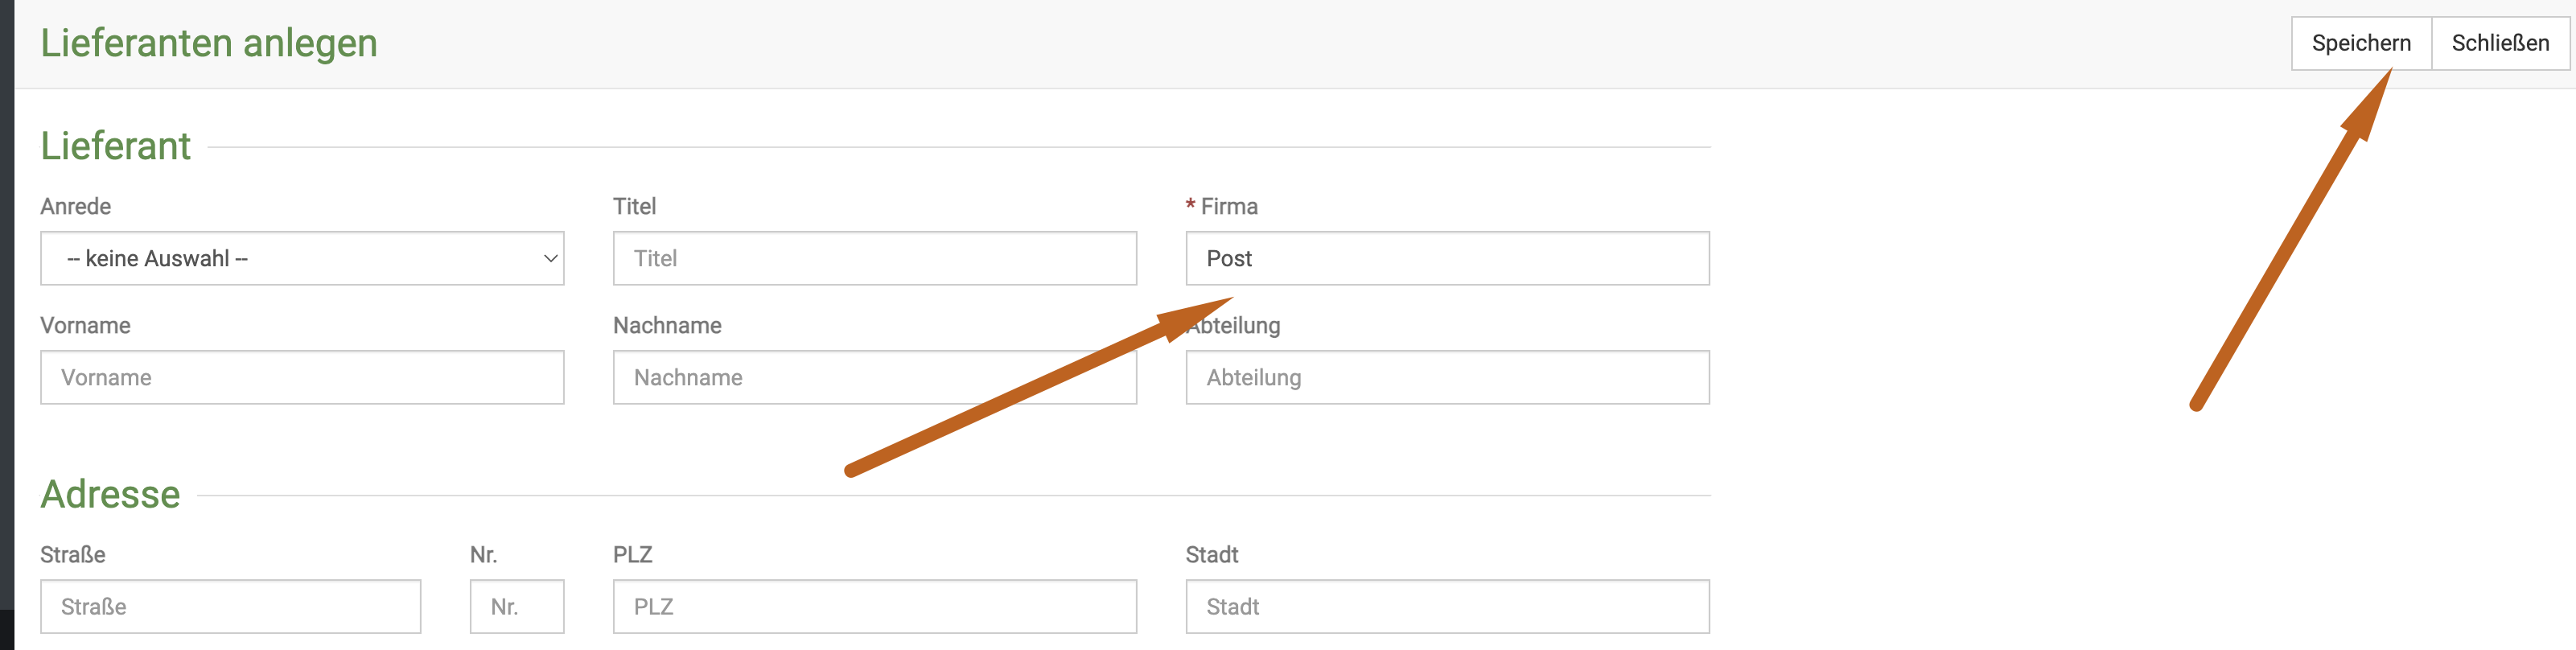 Lieferanten anlegen
Speichern
Schließen
Lieferant
Anrede
Titel
* Firma
-- keine Auswahl --
Titel
Post
Vorname
Nachname
Abteilung
Vorname
Nachname
Abteilung
Adresse
Straße
Nr.
PLZ
Stadt
Straße
Nr.
PLZ
Stadt